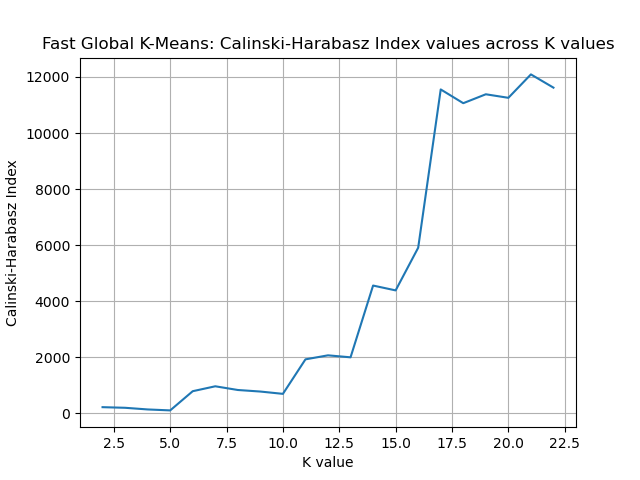 Fast Global K-Means: Calinski-Harabasz Index values across K values
12000
10000
8000
6000
4000
2000
0
Calinski-Harabasz Index
2.5 5.0 7.5 10.0 12.5 15.0 17.5 20.0 22.5
K value